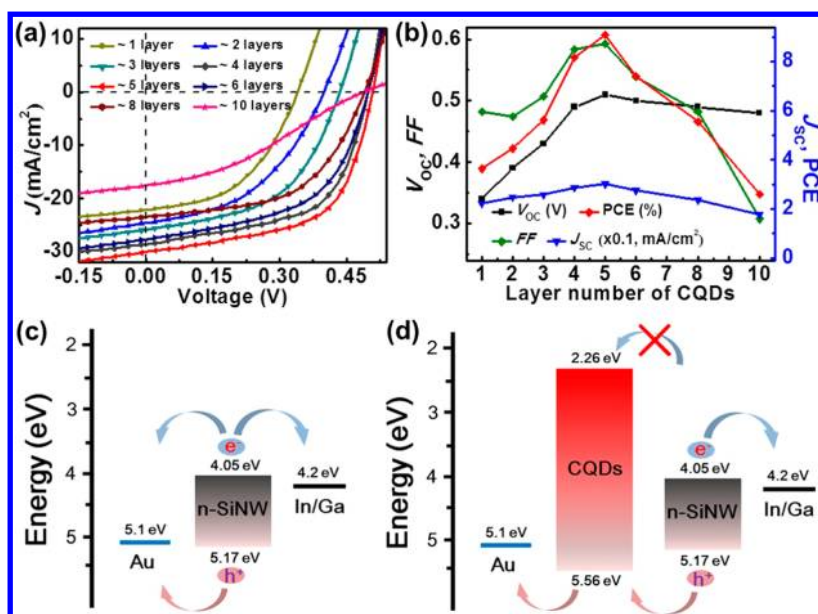 (a)
~ 1 layer
~ 2 layers
~ 3 layers
~ 4 layers
~ 5 layers
~ 6 layers
~ 8 layers
~ 10 layers
10
0
-10
-20
-30
J (mA/cm²)
-0.15 0.00 0.15 0.30 0.45
Voltage (V)
(b)
0.6
0.5
0.4
0.3
V_OC, FF
8
6
4
2
0
J_SC, PCE
V_OC (V)
PCE (%)
FF
J_SC (x0.1, mA/cm²)
1 2 3 4 5 6 7 8 9 10
Layer number of CQDs
(c)
2
3
4
5
Energy (eV)
e⁻
4.05 eV
n-SiNW
4.2 eV
In/Ga
5.1 eV
Au
5.17 eV
h⁺
(d)
2
3
4
5
Energy (eV)
2.26 eV
CQDs
e⁻
4.05 eV
n-SiNW
4.2 eV
In/Ga
5.1 eV
Au
5.56 eV
5.17 eV
h⁺